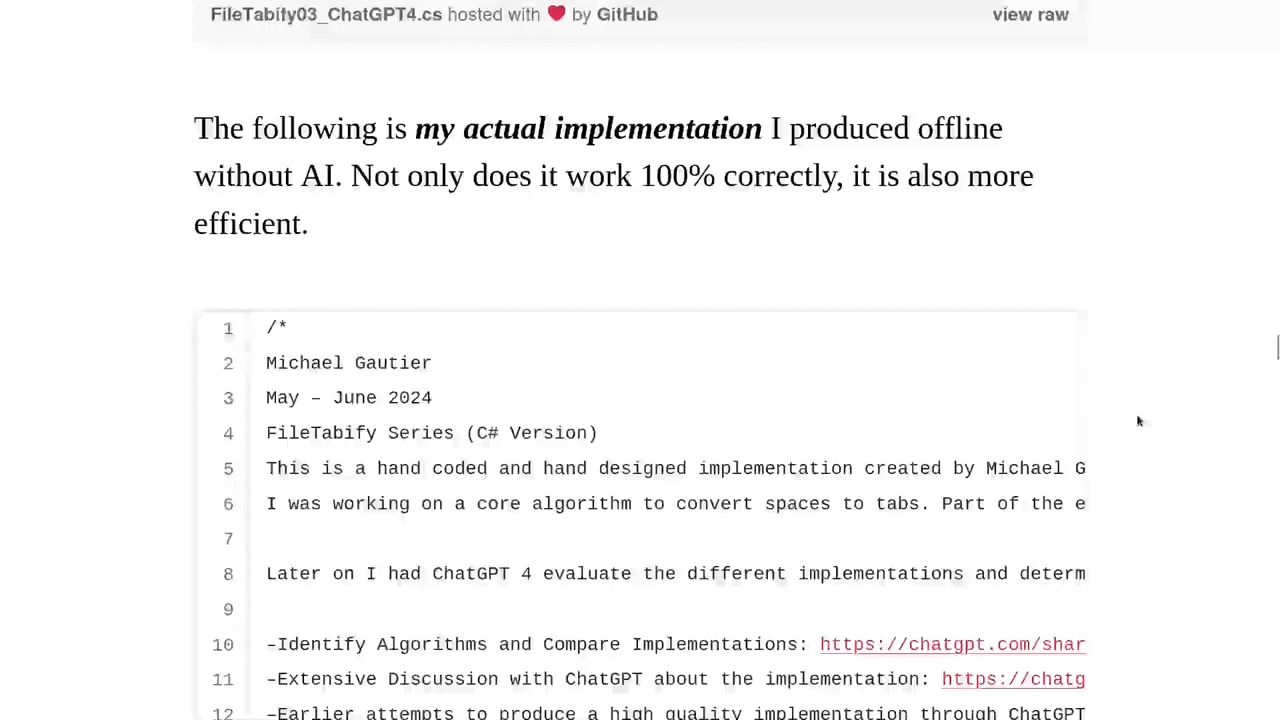 FileTabify03_ChatGPT4.cs hosted with ❤ by GitHub view raw
The following is my actual implementation I produced offline
without AI. Not only does it work 100% correctly, it is also more
efficient.
1 /*
2 Michael Gautier
3 May – June 2024
4 FileTabify Series (C# Version)
5 This is a hand coded and hand designed implementation created by Michael G
6 I was working on a core algorithm to convert spaces to tabs. Part of the e
7
8 Later on I had ChatGPT 4 evaluate the different implementations and determ
9
10 –Identify Algorithms and Compare Implementations: https://chatgpt.com/shar
11 –Extensive Discussion with ChatGPT about the implementation: https://chatg
12 –Earlier attempts to produce a high quality implementation through ChatGPT